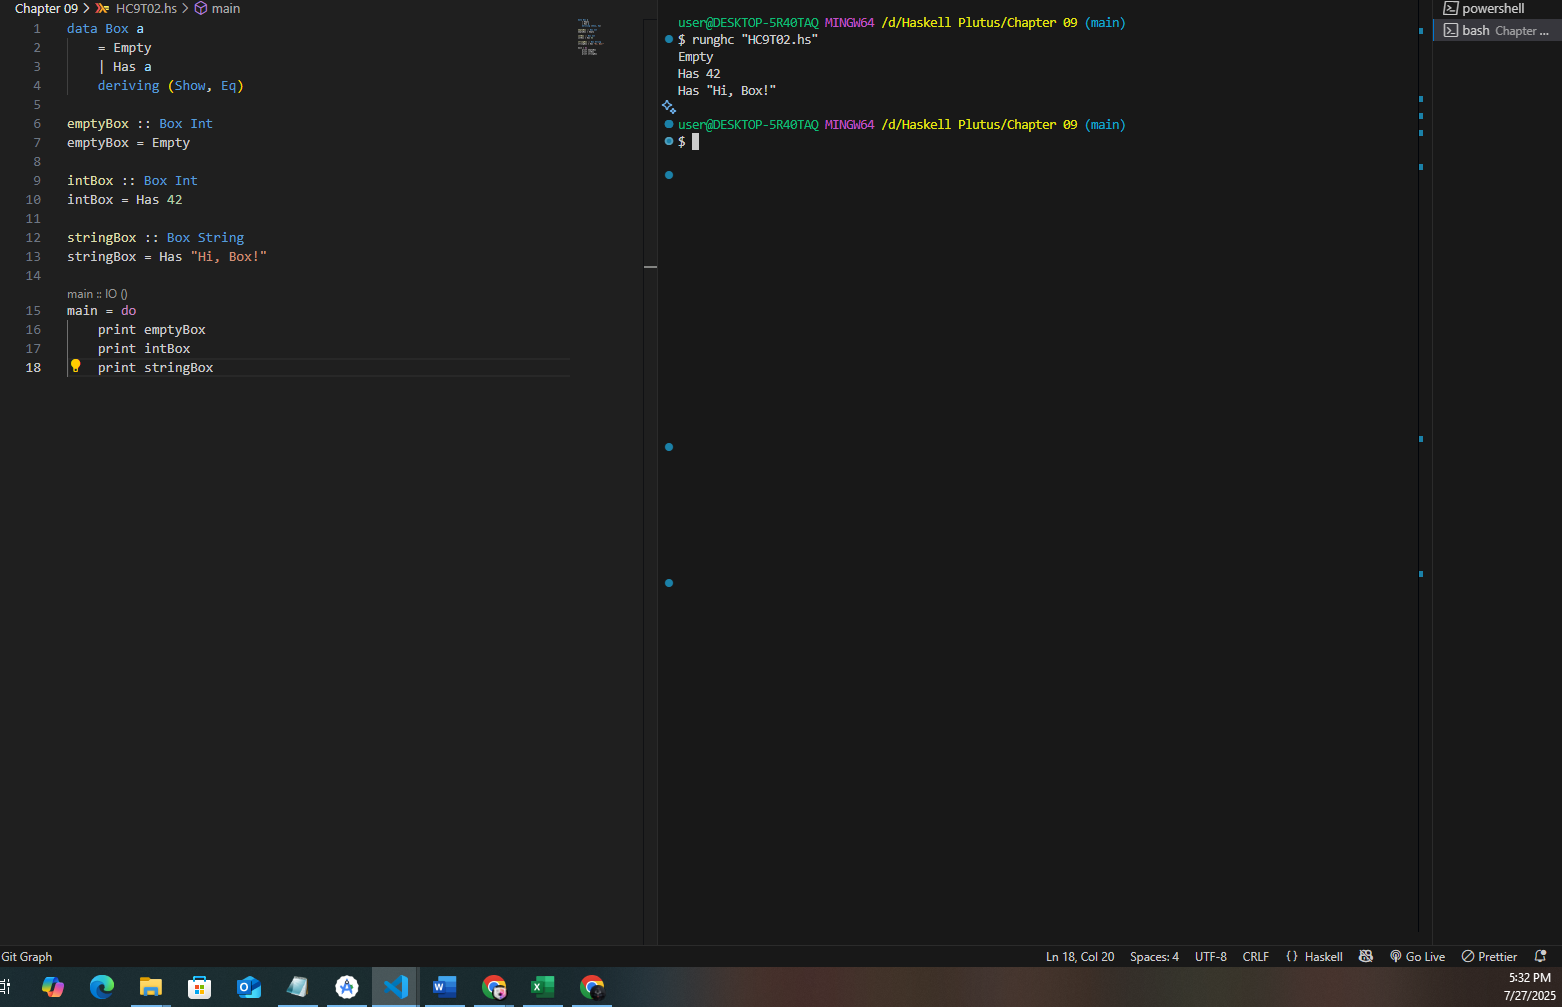 Chapter 09 > HC9T02.hs > main
1 data Box a
2     = Empty
3     | Has a
4     deriving (Show, Eq)
5
6 emptyBox :: Box Int
7 emptyBox = Empty
8
9 intBox :: Box Int
10 intBox = Has 42
11
12 stringBox :: Box String
13 stringBox = Has "Hi, Box!"
14
main :: IO ()
15 main = do
16     print emptyBox
17     print intBox
18     print stringBox
user@DESKTOP-5R40TAQ MINGW64 /d/Haskell Plutus/Chapter 09 (main)
$ runghc "HC9T02.hs"
Empty
Has 42
Has "Hi, Box!"
user@DESKTOP-5R40TAQ MINGW64 /d/Haskell Plutus/Chapter 09 (main)
$
powershell
bash Chapter ...
Git Graph
Ln 18, Col 20 Spaces: 4 UTF-8 CRLF {} Haskell Go Live Prettier
5:32 PM
7/27/2025